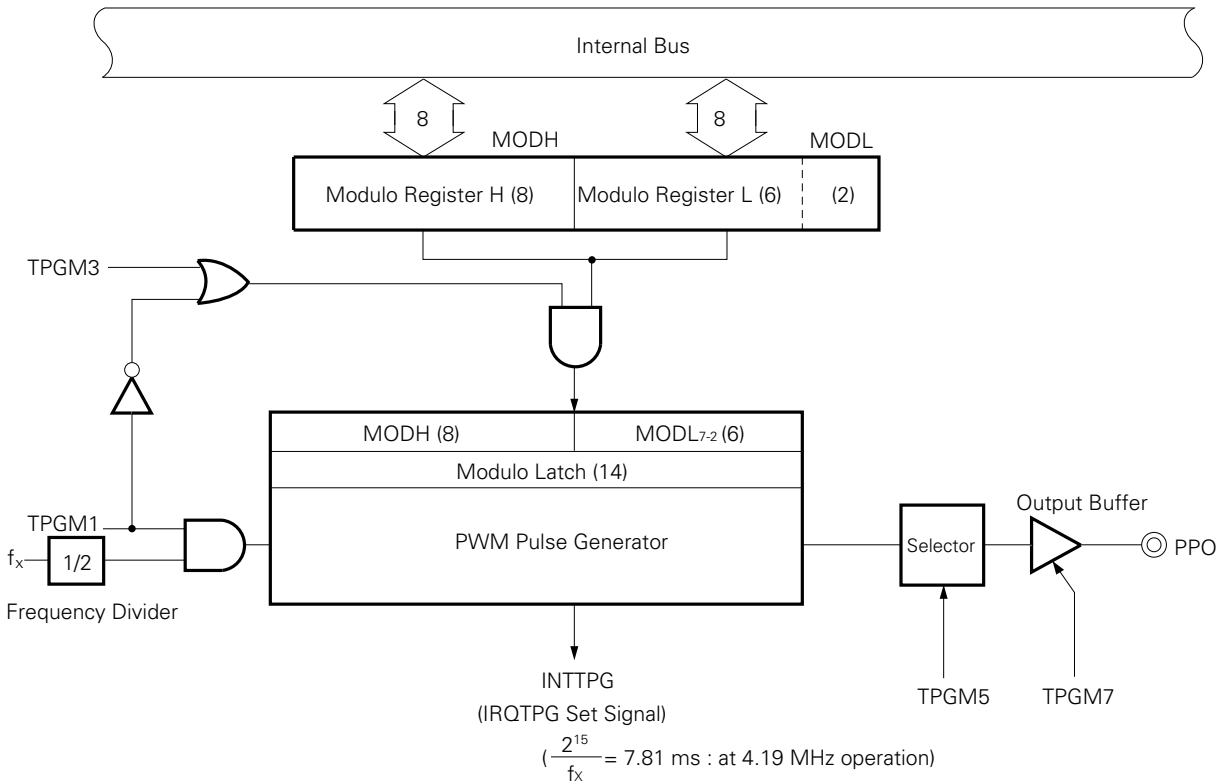 Internal Bus
8
8
MODH
MODL
Modulo Register H (8)
Modulo Register L (6)
(2)
TPGM3
MODH (8)
MODL7-2 (6)
Modulo Latch (14)
TPGM1
fx
1/2
Frequency Divider
PWM Pulse Generator
Selector
Output Buffer
PPO
INTTPG
(IRQTPG Set Signal)
TPGM5
TPGM7
( 2^15 / fx = 7.81 ms : at 4.19 MHz operation)